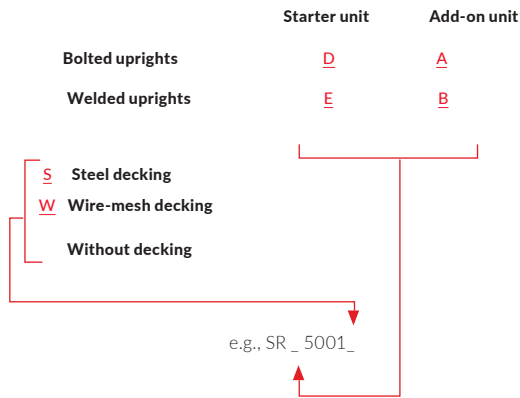 Starter unit Add-on unit
Bolted uprights D A
Welded uprights E B
S Steel decking
W Wire-mesh decking
Without decking
e.g., SR _ 5001_